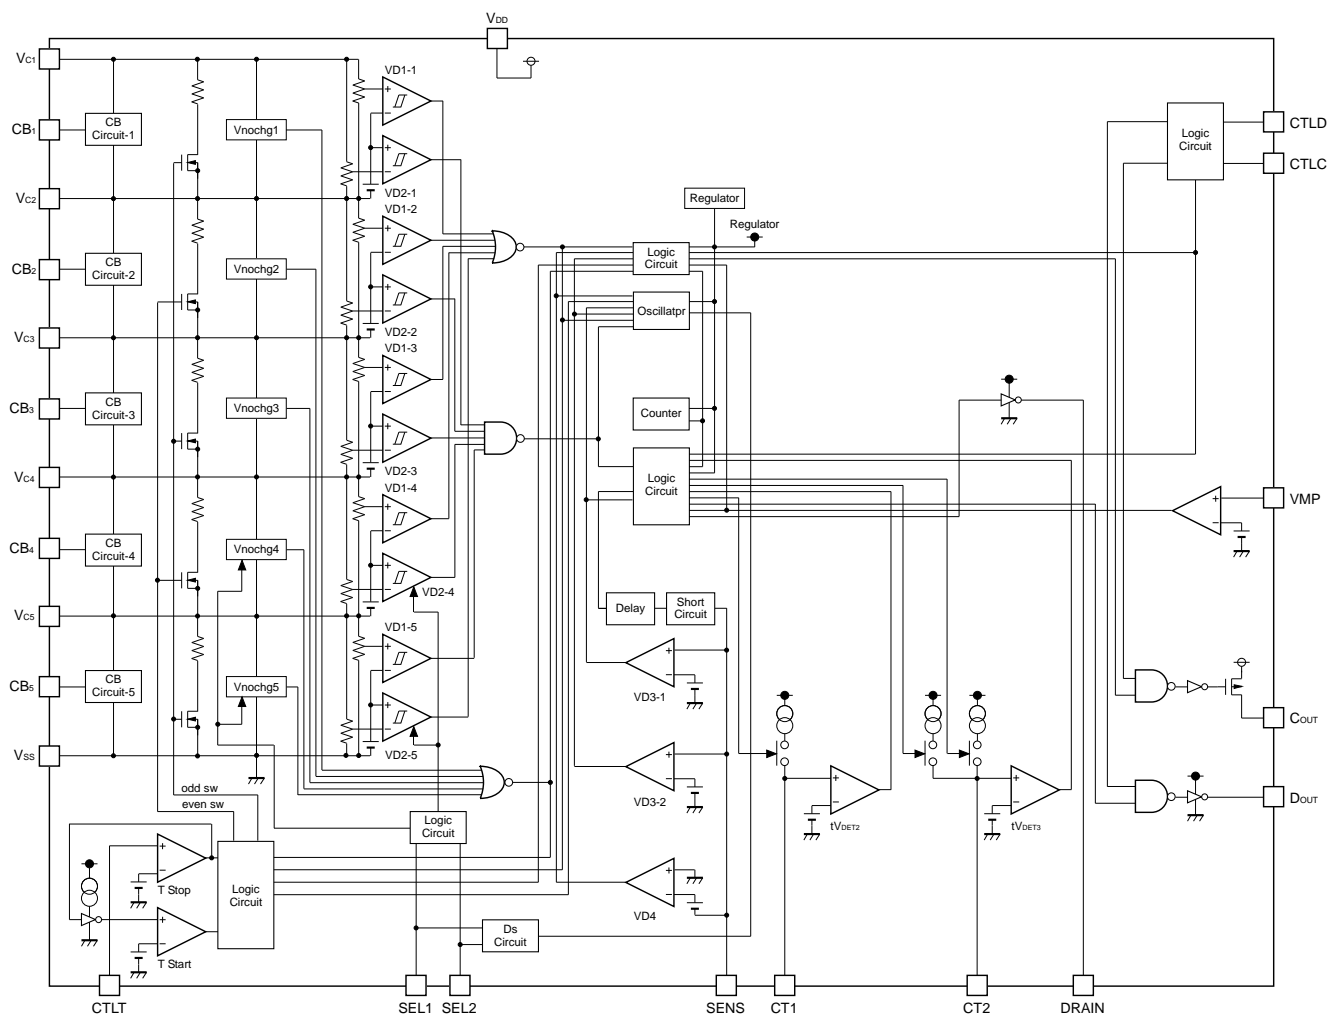 VDD
VC1
VD1-1
CB1
CB
Circuit-1
Vnochg1
Logic
Circuit
CTLD
CTLC
VC2
VD2-1
VD1-2
Regulator
Regulator
CB2
CB
Circuit-2
Vnochg2
Logic
Circuit
Oscillatpr
VC3
VD2-2
VD1-3
CB3
CB
Circuit-3
Vnochg3
Counter
VC4
VD2-3
VD1-4
Logic
Circuit
VMP
CB4
CB
Circuit-4
Vnochg4
VD2-4
Delay
Short
Circuit
VC5
VD1-5
CB5
CB
Circuit-5
Vnochg5
VD3-1
COUT
VSS
VD2-5
odd sw
even sw
VD3-2
DOUT
Logic
Circuit
tVDET2
tVDET3
T Stop
Logic
Circuit
VD4
Ds
Circuit
T Start
CTLT
SEL1
SEL2
SENS
CT1
CT2
DRAIN